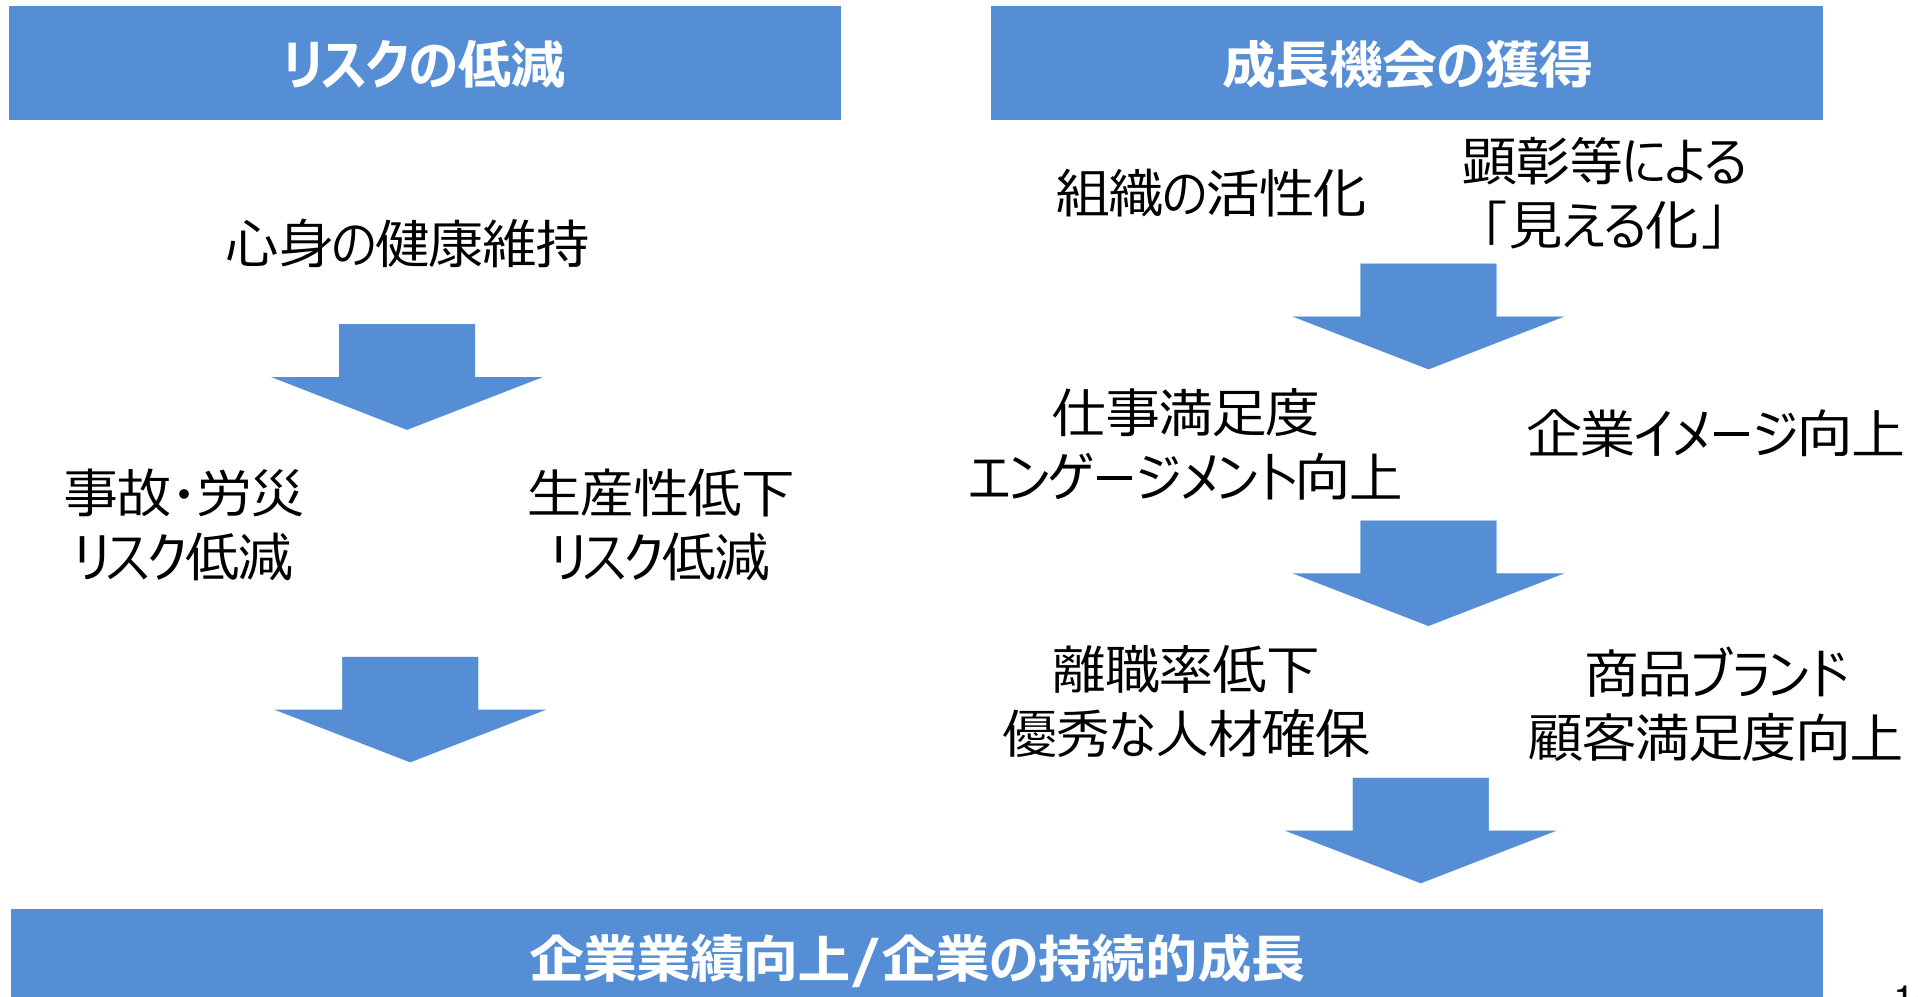 リスクの低減
心身の健康維持
事故・労災
リスク低減
生産性低下
リスク低減
成長機会の獲得
組織の活性化
顕彰等による
「見える化」
仕事満足度
エンゲージメント向上
企業イメージ向上
離職率低下
優秀な人材確保
商品ブランド
顧客満足度向上
企業業績向上/企業の持続的成長